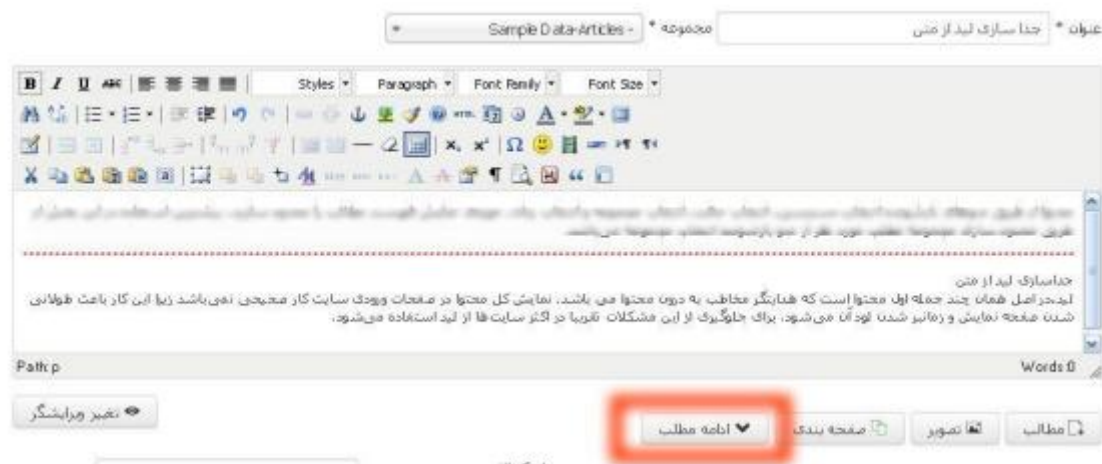 عنوان * جدا سازی لید از متن مجموعه * - Sample Data-Articles
B I U ABC Styles Paragraph Font Family Font Size
جداسازی لید از متن
لید،در اصل همان چند جمله اول محتوا است که هدایتگر مخاطب به درون محتوا می باشد. نمایش کل محتوا در صفحات ورودی سایت کار صحیحی نمی‌باشد زیرا این کار باعث طولانی
شدن صفحه نمایش و زمانبر شدن لود آن می‌شود، برای جلوگیری از این مشکلات تقریبا در اکثر سایت ها از لید استفاده می‌شود.
Path: p Words:0
مطالب تصویر صفحه بندی ادامه مطلب تغییر ویرایشگر